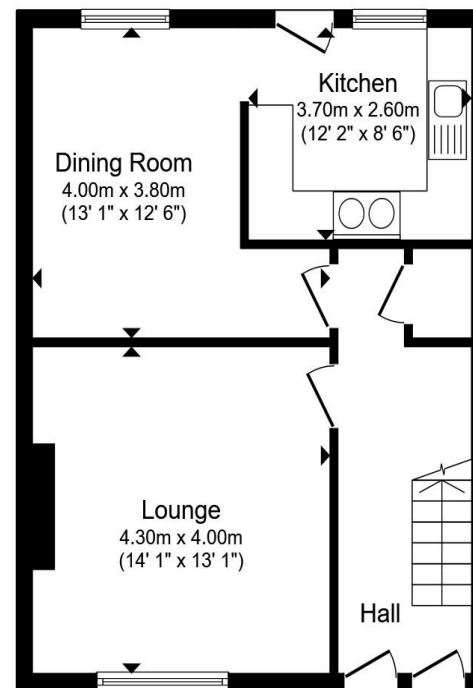 Kitchen
3.70m x 2.60m
(12' 2" x 8' 6")
Dining Room
4.00m x 3.80m
(13' 1" x 12' 6")
Lounge
4.30m x 4.00m
(14' 1" x 13' 1")
Hall